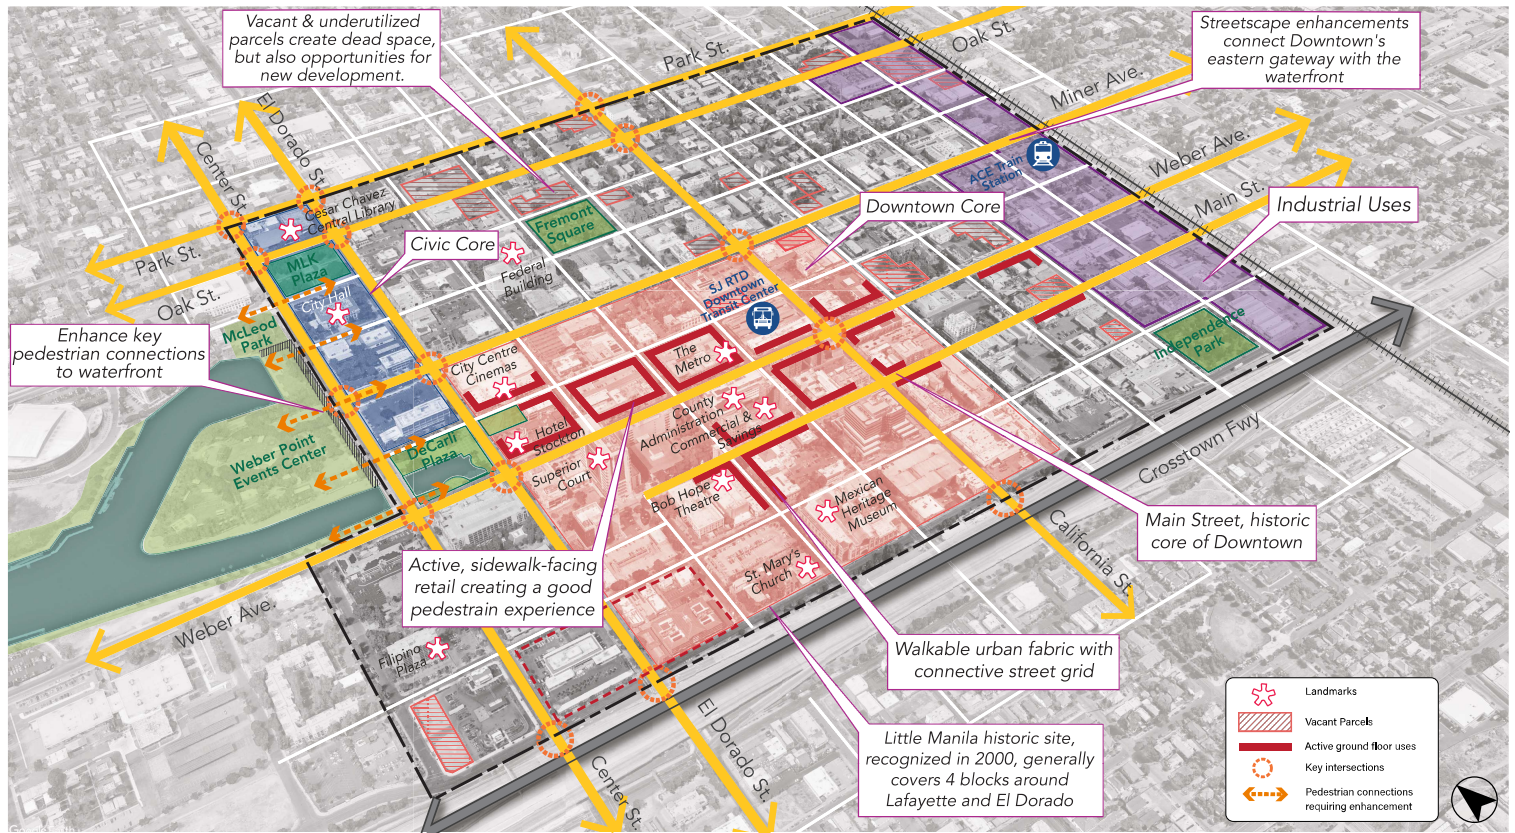 Vacant & underutilized
parcels create dead space,
but also opportunities for
new development.
Streetscape enhancements
connect Downtown's
eastern gateway with the
waterfront
Park St.
Oak St.
Miner Ave.
Weber Ave.
Main St.
El Dorado St.
Center St.
Cesar Chavez
Central Library
ACE Train
Station
Downtown Core
Industrial Uses
Fremont
Square
Civic Core
Park St.
Oak St.
MLK
Plaza
Federal
Building
City Hall
SJ RTD
Downtown
Transit Center
McLeod
Park
Enhance key
pedestrian connections
to waterfront
Independence
Park
City Centre
Cinemas
The
Metro
County
Administration
Commercial &
Savings
Hotel
Stockton
DeCarli
Plaza
Weber Point
Events Center
Superior
Court
Bob Hope
Theatre
Mexican
Heritage
Museum
Crosstown Fwy
Main Street, historic
core of Downtown
California St.
Active, sidewalk-facing
retail creating a good
pedestrain experience
St. Mary's
Church
Weber Ave.
Filipino
Plaza
Walkable urban fabric with
connective street grid
El Dorado St.
Center St.
Little Manila historic site,
recognized in 2000, generally
covers 4 blocks around
Lafayette and El Dorado
Landmarks
Vacant Parcels
Active ground floor uses
Key intersections
Pedestrian connections
requiring enhancement